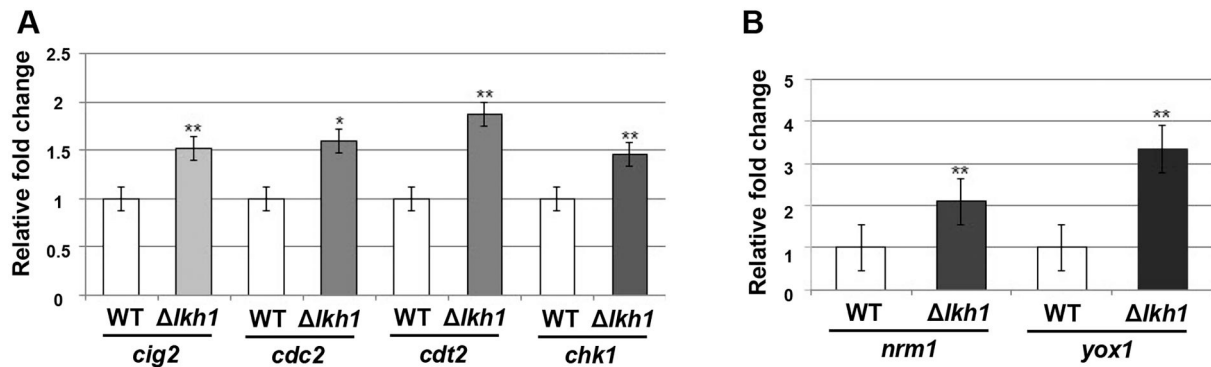 A
Relative fold change
2.5
2
1.5
1
0.5
0
**
*
**
**
WT Δlkh1 WT Δlkh1 WT Δlkh1 WT Δlkh1
cig2 cdc2 cdt2 chk1
B
Relative fold change
5
4
3
2
1
0
**
**
WT Δlkh1 WT Δlkh1
nrm1 yox1